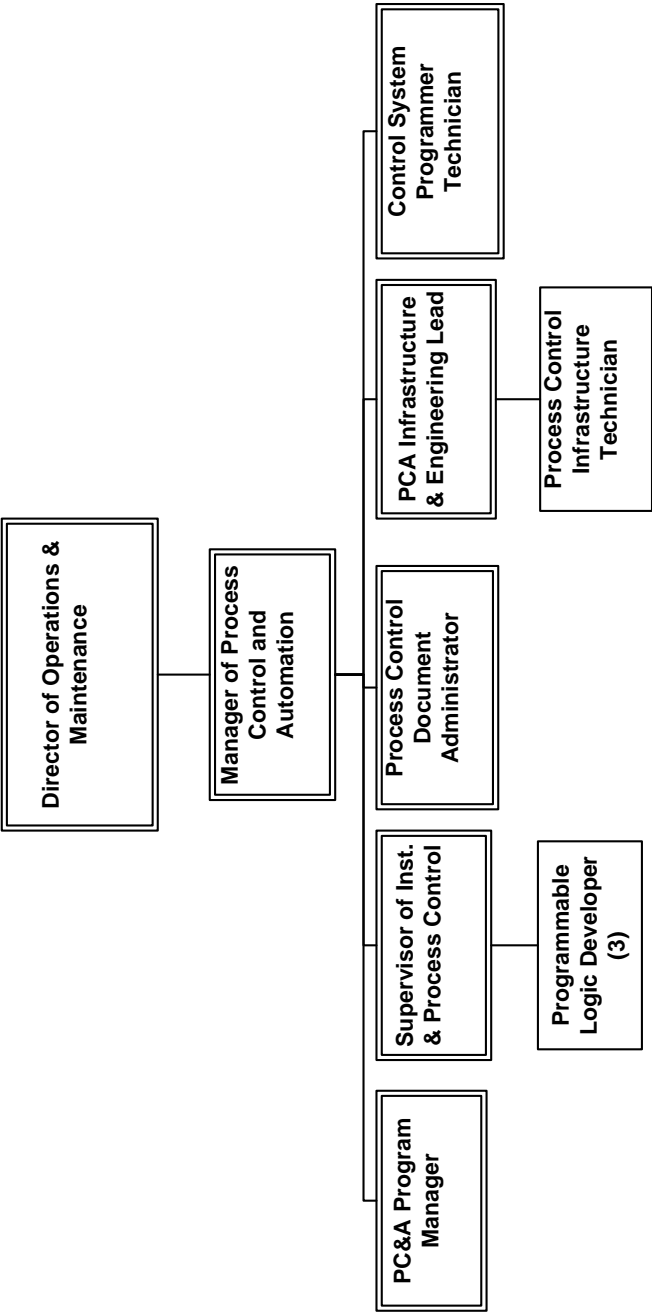 Director of Operations &
Maintenance
Manager of Process
Control and
Automation
PC&A Program
Manager
Supervisor of Inst.
& Process Control
Process Control
Document
Administrator
PCA Infrastructure
& Engineering Lead
Control System
Programmer
Technician
Programmable
Logic Developer
(3)
Process Control
Infrastructure
Technician